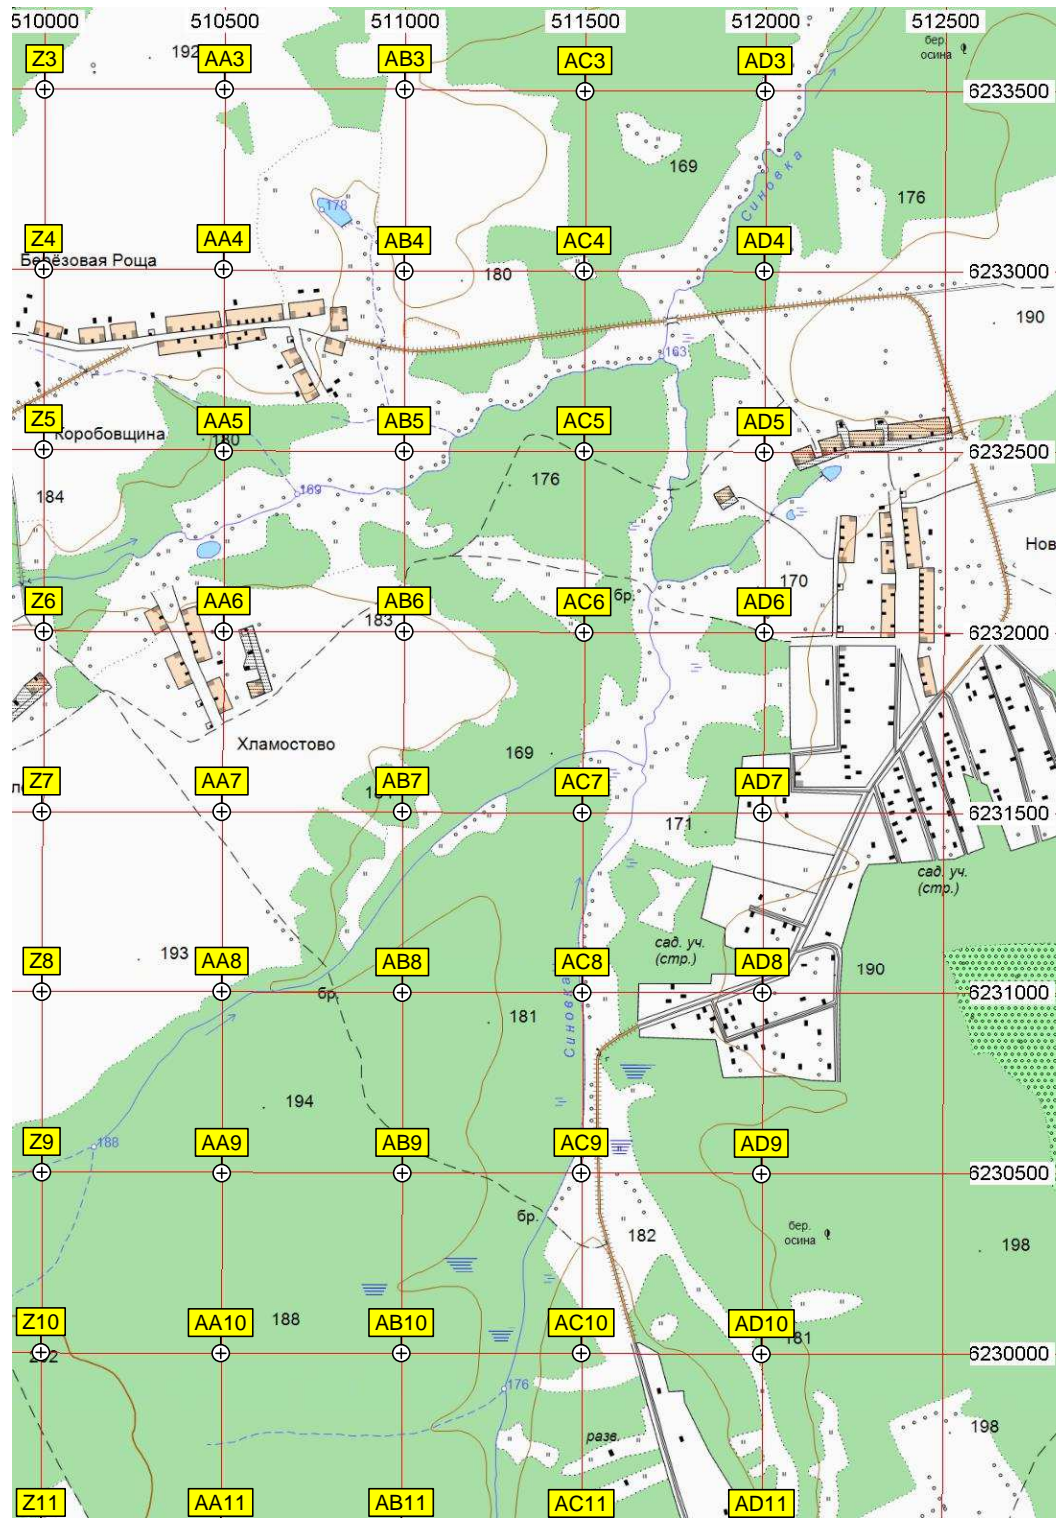 510000 510500 511000 511500 512000 512500
бер.
осина
192
Z3 AA3 AB3 AC3 AD3
6233500
169
176
178
Синовка
Z4 AA4 AB4 AC4 AD4
Берёзовая Роща
180
6233000
190
163
Z5 AA5 AB5 AC5 AD5
Коробовщина
180
6232500
176
184
169
Нов
170
бр.
Z6 AA6 AB6 AC6 AD6
183
6232000
Хламостово
169
Z7 AA7 AB7 AC7 AD7
6231500
171
сад. уч.
(стр.)
сад. уч.
(стр.)
193
190
Z8 AA8 AB8 AC8 AD8
бр.
6231000
Синовка
181
194
188
Z9 AA9 AB9 AC9 AD9
6230500
бр.
182
бер.
осина
198
188
Z10 AA10 AB10 AC10 AD10
181
6230000
176
198
разв.
Z11 AA11 AB11 AC11 AD11